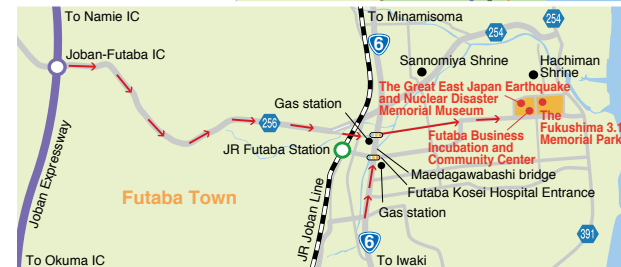 To Namie IC
To Minamisoma
6
254
254
Joban-Futaba IC
Sannomiya Shrine
Hachiman
Shrine
The Great East Japan Earthquake
and Nuclear Disaster
Memorial Museum
Gas station
256
The
Fukushima 3.1
Memorial Park
Futaba Business
Incubation and
Community Center
JR Futaba Station
Maedagawabashi bridge
Futaba Kosei Hospital Entrance
Futaba Town
Gas station
Joban Expressway
JR Joban Line
391
6
To Okuma IC
To Iwaki